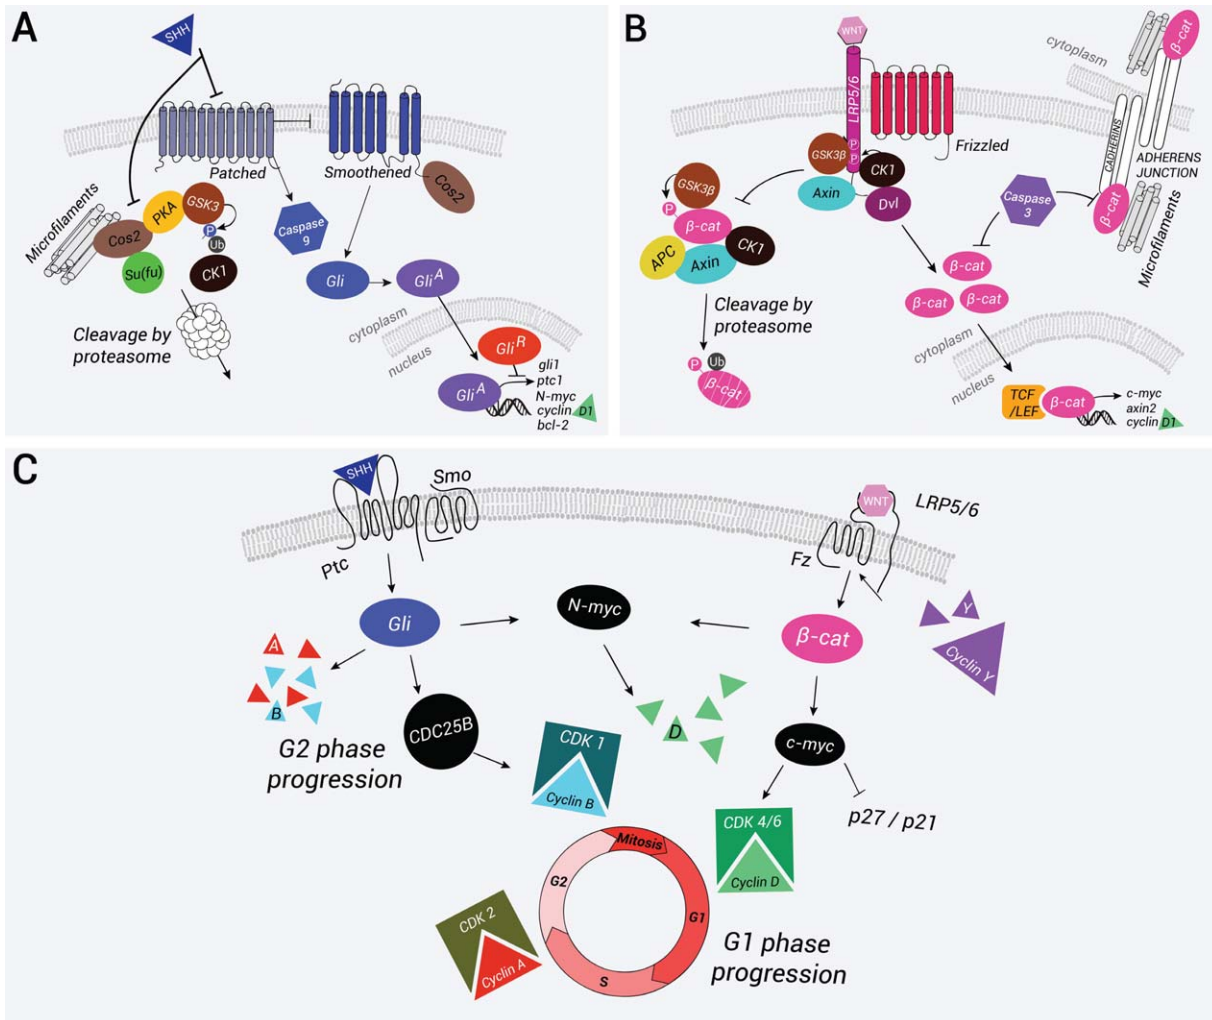 A
SHH
Patched
Smoothened
Cos2
Microfilaments
PKA
GSK3
Cos2
P
Ub
Su(fu)
CK1
Caspase
9
Gli
Gli A
Cleavage by
proteasome
cytoplasm
nucleus
Gli R
Gli A
gli1
ptc1
N-myc
cyclin D1
bcl-2
B
WNT
LRP5/6
Frizzled
P
P
GSK3β
CK1
Axin
Dvl
GSK3β
P
β-cat
APC
Axin
CK1
Cleavage by
proteasome
P
Ub
β-cat
cytoplasm
β-cat
CADHERINS
ADHERENS
JUNCTION
Caspase
3
β-cat
Microfilaments
β-cat
β-cat
β-cat
cytoplasm
nucleus
TCF
/LEF
β-cat
c-myc
axin2
cyclin D1
C
SHH
Smo
Ptc
WNT
LRP5/6
Fz
Gli
N-myc
β-cat
Y
Cyclin Y
A
B
CDC25B
D
c-myc
G2 phase
progression
CDK 1
Cyclin B
p27 / p21
CDK 4/6
Cyclin D
Mitosis
G2
G1
S
CDK 2
Cyclin A
G1 phase
progression